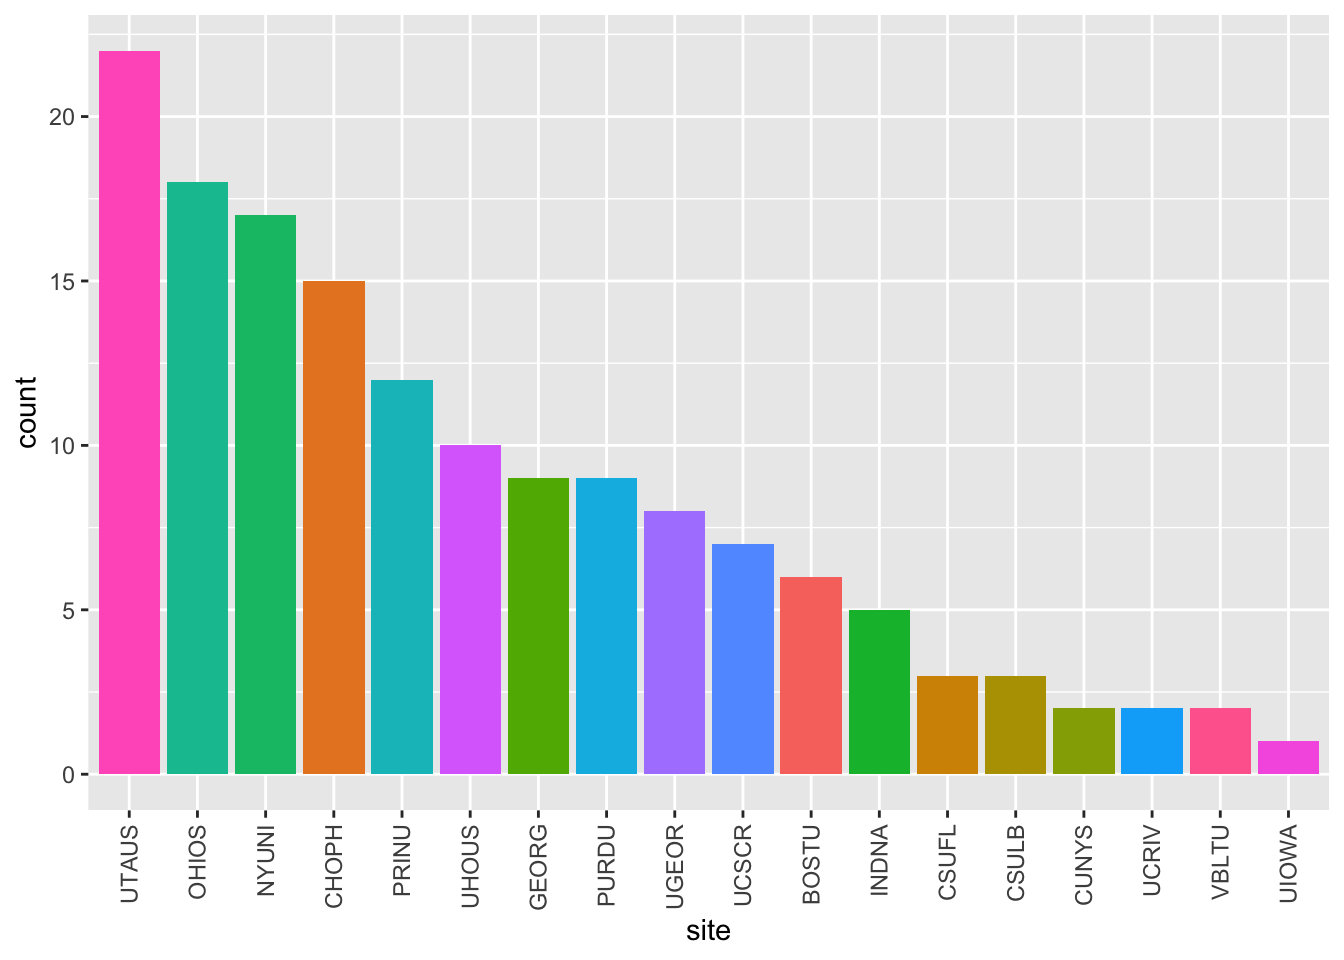 20
15
10
5
0
count
UTAUS
OHIOS
NYUNI
CHOPH
PRINU
UHOUS
GEORG
PURDU
UGEOR
UCSCR
BOSTU
INDNA
CSUFL
CSULB
CUNYS
UCRIV
VBLTU
UIOWA
site